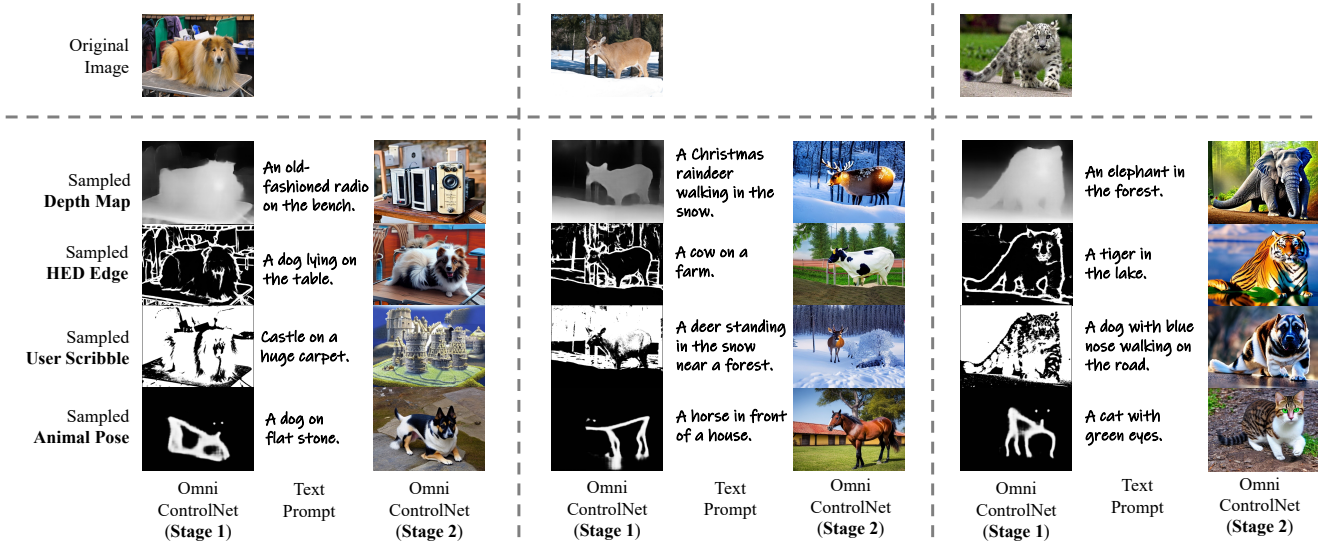 Original
Image
Sampled
Depth Map
An old-
fashioned radio
on the bench.
A Christmas
raindeer
walking in the
snow.
An elephant in
the forest.
Sampled
HED Edge
A dog lying on
the table.
A cow on a
farm.
A tiger in
the lake.
Sampled
User Scribble
Castle on a
huge carpet.
A deer standing
in the snow
near a forest.
A dog with blue
nose walking on
the road.
Sampled
Animal Pose
A dog on
flat stone.
A horse in front
of a house.
A cat with
green eyes.
Omni
ControlNet
(Stage 1)
Text
Prompt
Omni
ControlNet
(Stage 2)
Omni
ControlNet
(Stage 1)
Text
Prompt
Omni
ControlNet
(Stage 2)
Omni
ControlNet
(Stage 1)
Text
Prompt
Omni
ControlNet
(Stage 2)